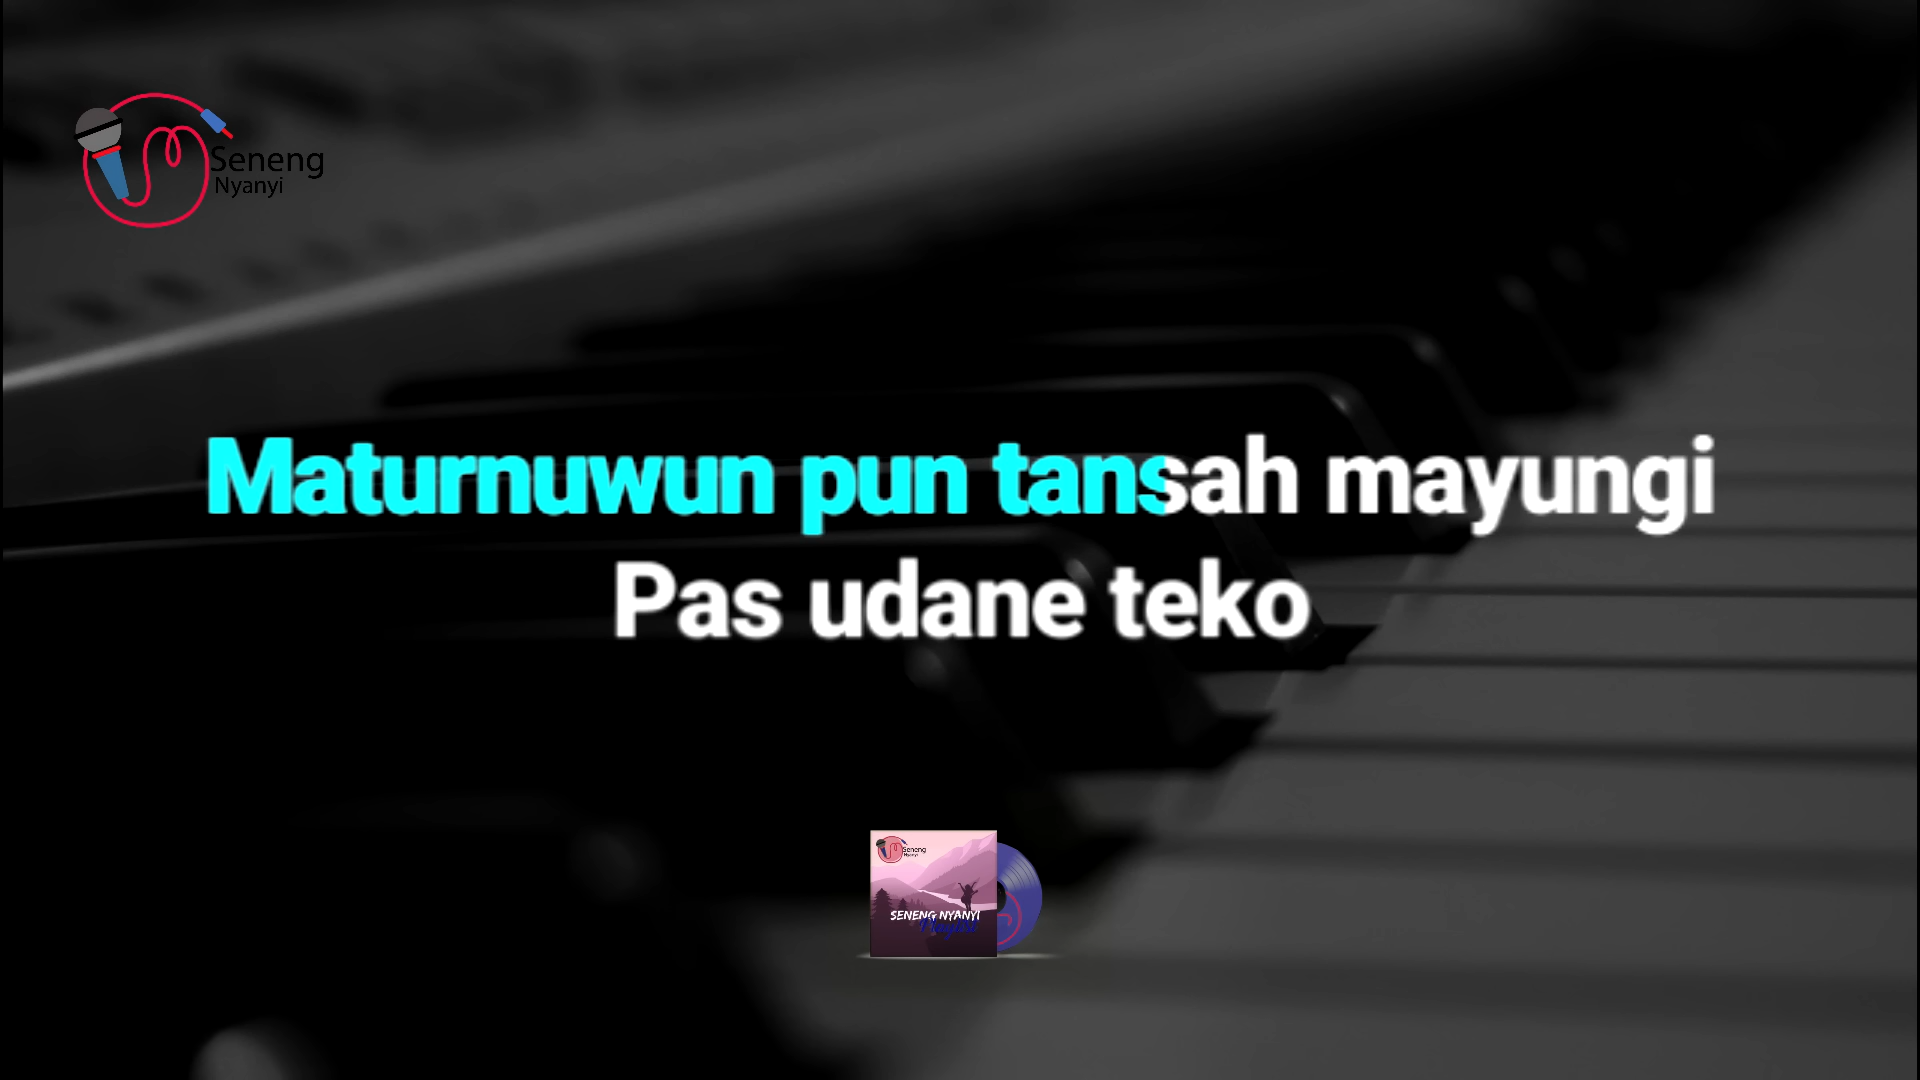 Seneng
Nyanyi
Maturnuwun pun tansah mayungi
Pas udane teko
Seneng
Nyanyi
SENENG NYANYI